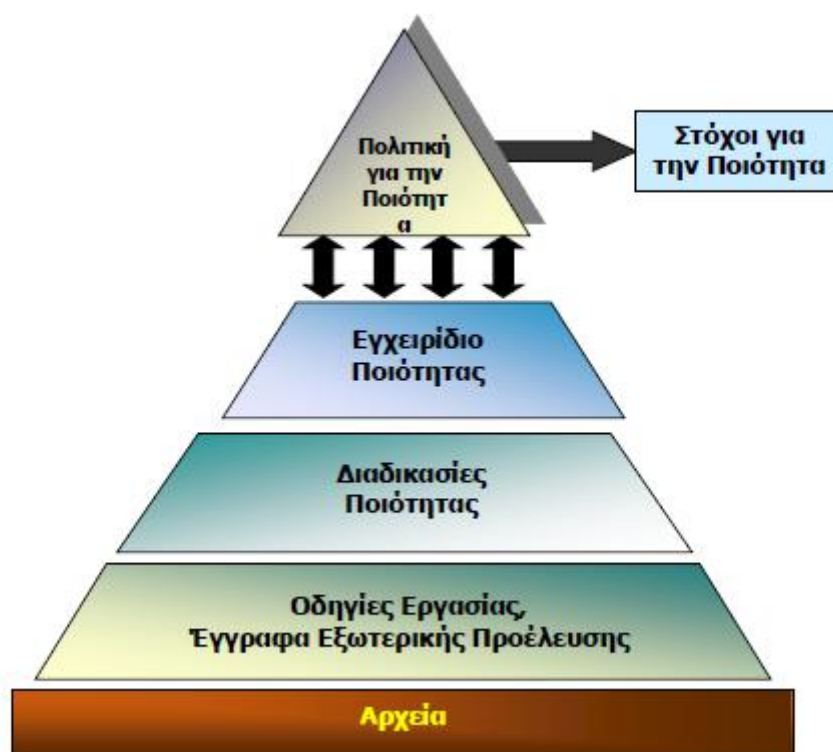 Πολιτική
για την
Ποιότητ
α
Στόχοι για
την Ποιότητα
Εγχειρίδιο
Ποιότητας
Διαδικασίες
Ποιότητας
Οδηγίες Εργασίας,
Έγγραφα Εξωτερικής Προέλευσης
Αρχεία